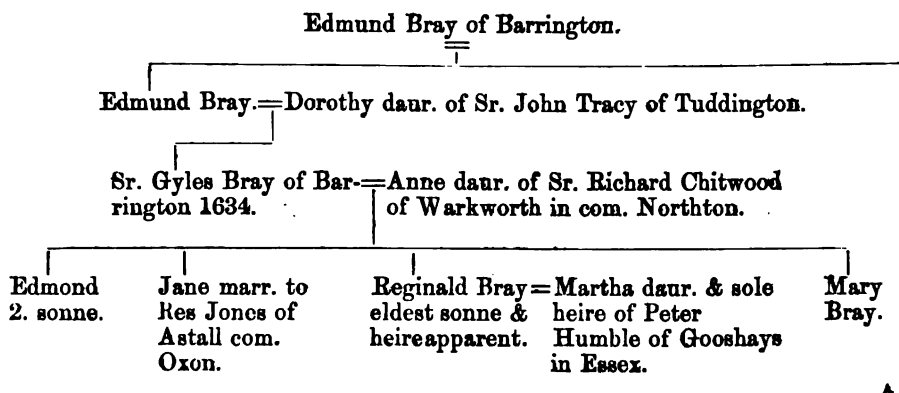 Edmund Bray of Barrington.
Edmund Bray.=Dorothy daur. of Sr. John Tracy of Tuddington.
Sr. Gyles Bray of Bar-=Anne daur. of Sr. Richard Chitwood
rington 1634. of Warkworth in com. Northton.
Edmond
2. sonne.
Jane marr. to
Res Jones of
Astall com.
Oxon.
Reginald Bray=Martha daur. & sole
eldest sonne & heire of Peter
heire apparent. Humble of Gooshays
in Essex.
Mary
Bray.